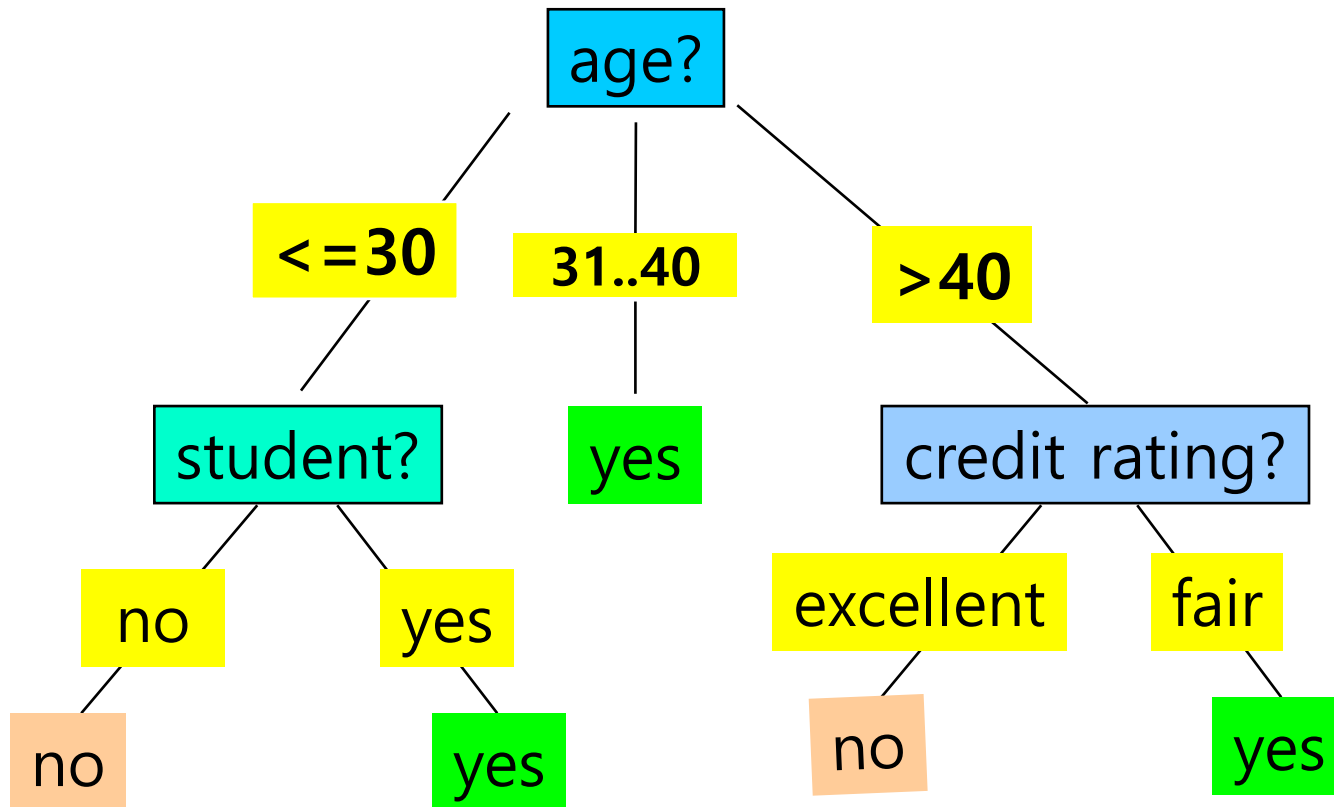 age?
<=30
31..40
>40
student?
yes
credit rating?
no
yes
excellent
fair
no
yes
no
yes